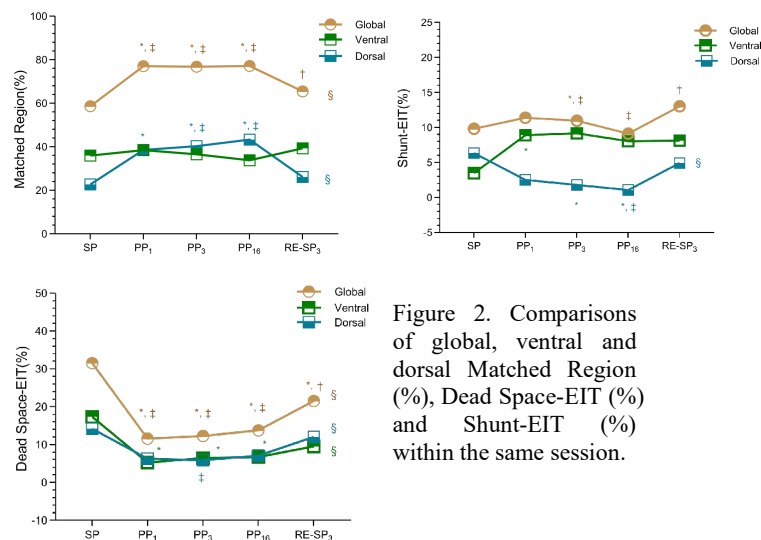 100
80
60
40
20
0
Matched Region(%)
*, ‡
*, ‡
*, ‡
†
§
*
*, ‡
*, ‡
§
Global
Ventral
Dorsal
SP
PP1
PP3
PP16
RE-SP3
25
20
15
10
5
0
-5
Shunt-EIT(%)
Global
Ventral
Dorsal
*, ‡
‡
†
*
*
*, ‡
§
SP
PP1
PP3
PP16
RE-SP3
50
40
30
20
10
0
-10
Dead Space-EIT(%)
Global
Ventral
Dorsal
*, ‡
*, ‡
*, ‡
*, †
§
§
§
*
*
*
‡
SP
PP1
PP3
PP16
RE-SP3
Figure 2. Comparisons
of global, ventral and
dorsal Matched Region
(%), Dead Space-EIT (%)
and Shunt-EIT (%)
within the same session.